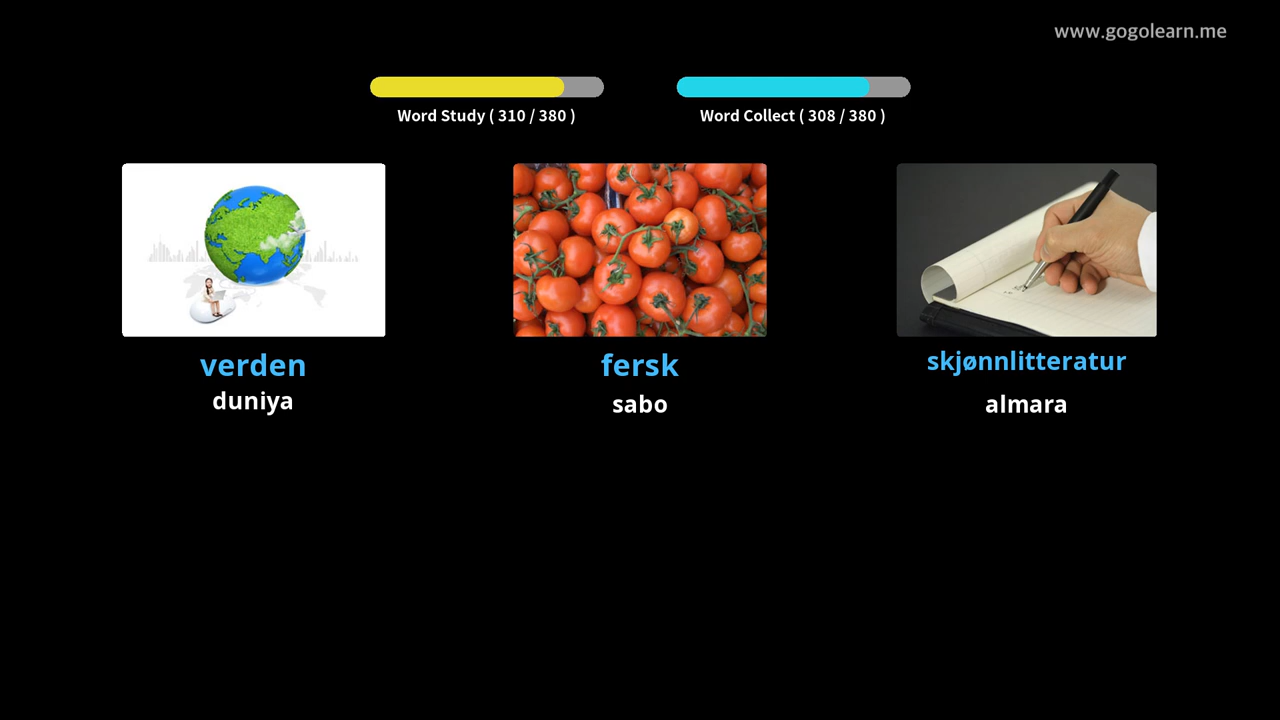 www.gogolearn.me
Word Study ( 310 / 380 )
Word Collect ( 308 / 380 )
verden
duniya
fersk
sabo
skjønnlitteratur
almara